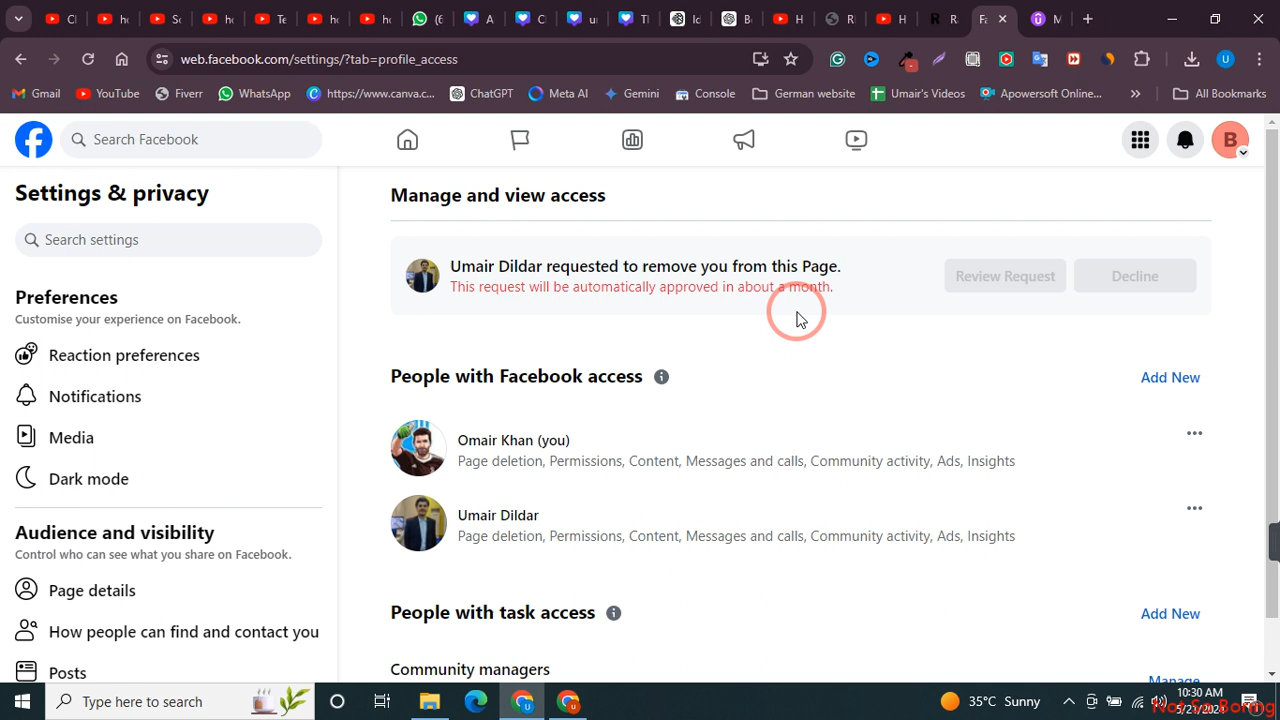 web.facebook.com/settings/?tab=profile_access
U
Gmail
YouTube
Fiverr
WhatsApp
https://www.canva.c...
ChatGPT
Meta AI
Gemini
Console
German website
Umair's Videos
Apowersoft Online...
All Bookmarks
Search Facebook
B
Settings & privacy
Search settings
Preferences
Customise your experience on Facebook.
Reaction preferences
Notifications
Media
Dark mode
Audience and visibility
Control who can see what you share on Facebook.
Page details
How people can find and contact you
Posts
Manage and view access
Umair Dildar requested to remove you from this Page.
This request will be automatically approved in about a month.
Review Request
Decline
People with Facebook access
Add New
Omair Khan (you)
Page deletion, Permissions, Content, Messages and calls, Community activity, Ads, Insights
Umair Dildar
Page deletion, Permissions, Content, Messages and calls, Community activity, Ads, Insights
People with task access
Add New
Community managers
Manage
Type here to search
35°C Sunny
10:30 AM
Not So Boring